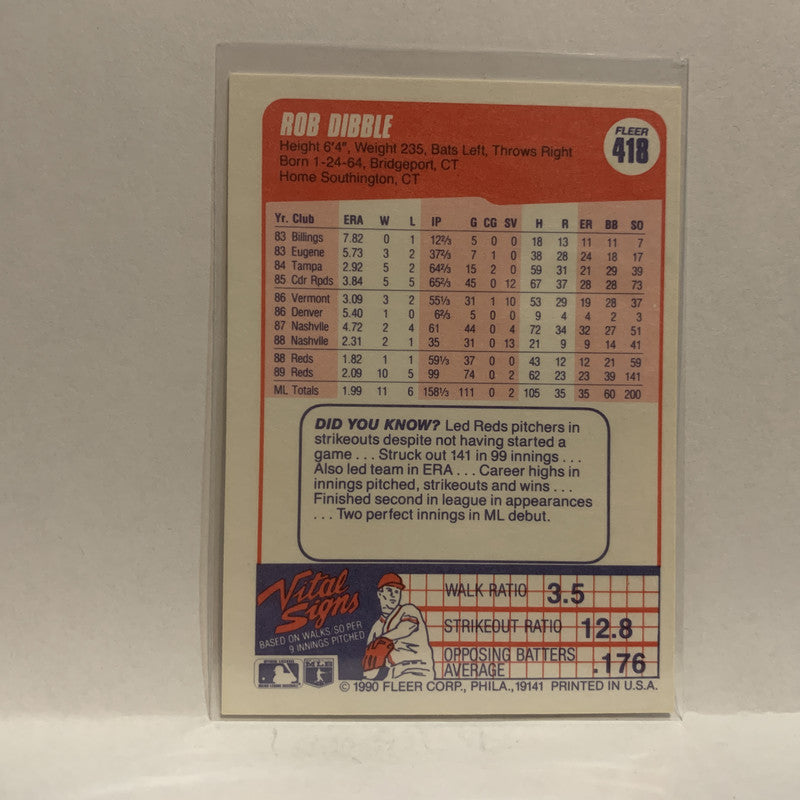 ROB DIBBLE
Height 6'4", Weight 235, Bats Left, Throws Right
Born 1-24-64, Bridgeport, CT
Home Southington, CT
FLEER
418
Yr. Club ERA W L IP G CG SV H R ER BB SO
83 Billings 7.82 0 1 12⅔ 5 0 0 18 13 11 11 7
83 Eugene 5.73 3 2 37⅔ 7 1 0 38 28 24 18 17
84 Tampa 2.92 5 2 64⅔ 15 2 0 59 31 21 29 39
85 Cdr Rpds 3.84 5 5 65⅔ 45 0 12 67 37 28 28 73
86 Vermont 3.09 3 2 55⅓ 31 1 10 53 29 19 28 37
86 Denver 5.40 1 0 6⅔ 5 0 0 9 4 4 2 3
87 Nashvlle 4.72 2 4 61 44 0 4 72 34 32 27 51
88 Nashvlle 2.31 2 1 35 31 0 13 21 9 9 14 41
88 Reds 1.82 1 1 59⅓ 37 0 0 43 12 12 21 59
89 Reds 2.09 10 5 99 74 0 2 62 23 23 39 141
ML Totals 1.99 11 6 158⅓ 111 0 2 105 35 35 60 200
DID YOU KNOW? Led Reds pitchers in
strikeouts despite not having started a
game . . . Struck out 141 in 99 innings . . .
Also led team in ERA . . . Career highs in
innings pitched, strikeouts and wins . . .
Finished second in league in appearances
. . . Two perfect innings in ML debut.
Vital
Signs
BASED ON WALKS/SO PER
9 INNINGS PITCHED
WALK RATIO 3.5
STRIKEOUT RATIO 12.8
OPPOSING BATTERS
AVERAGE .176
MLB
© 1990 FLEER CORP., PHILA., 19141 PRINTED IN U.S.A.